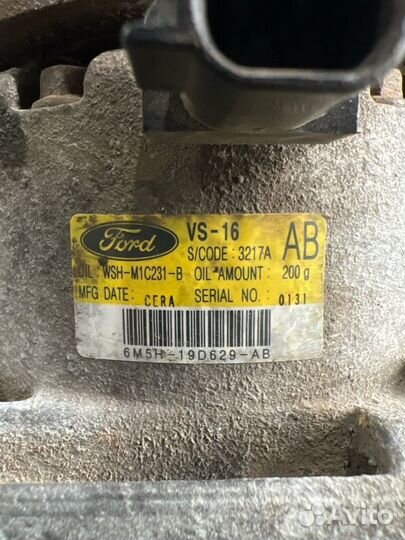 Ford VS-16 AB
S/CODE: 3217A
OIL: WSH-M1C231-B OIL AMOUNT: 200 g
MFG DATE: CERA SERIAL NO.: 0131
6M5H-19D629-AB
Avito